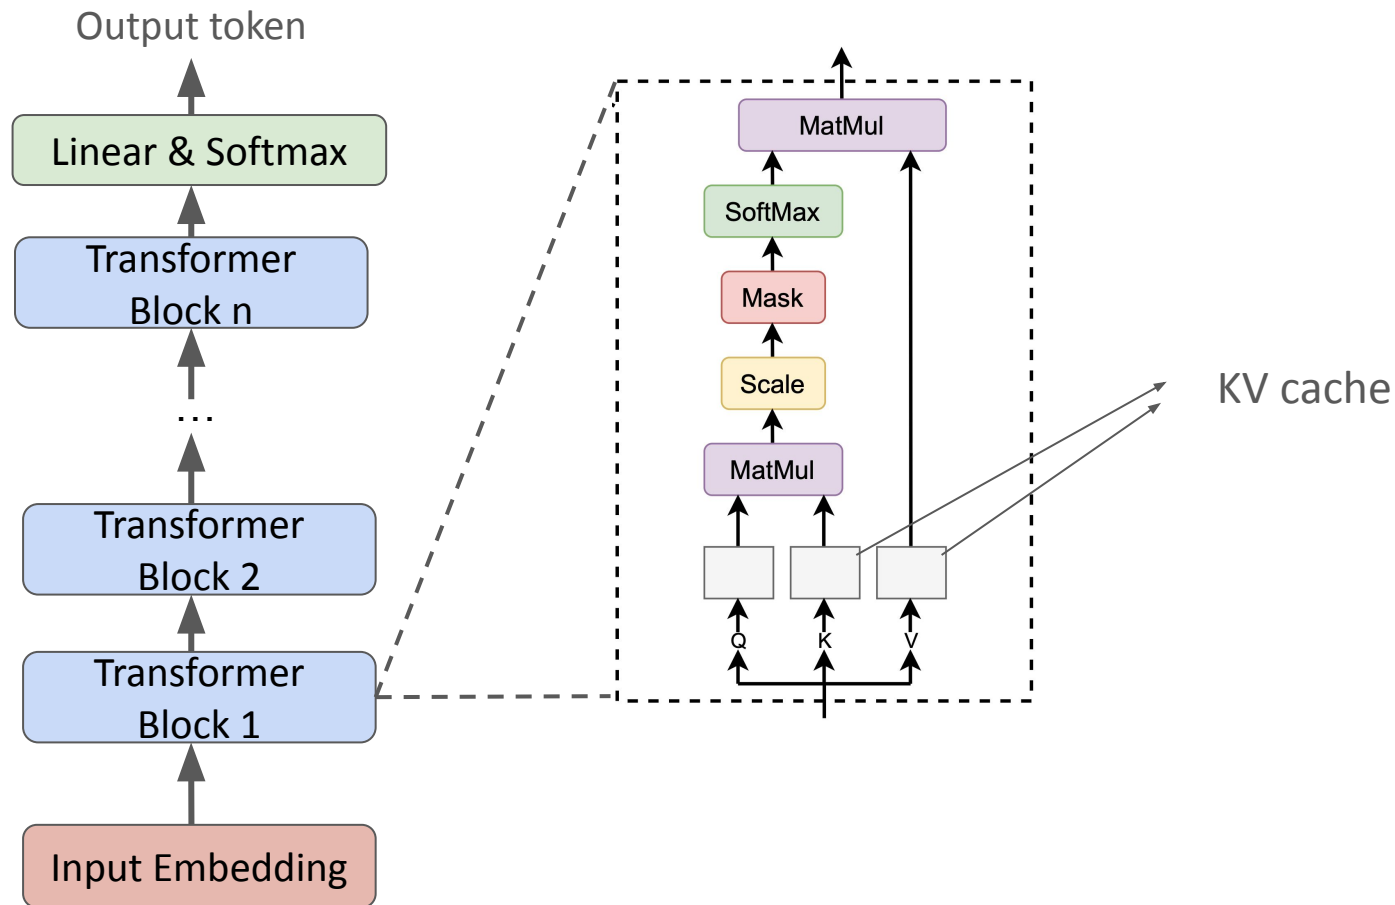 Output token
Linear & Softmax
Transformer
Block n
...
Transformer
Block 2
Transformer
Block 1
Input Embedding
MatMul
SoftMax
Mask
Scale
MatMul
Q K V
KV cache